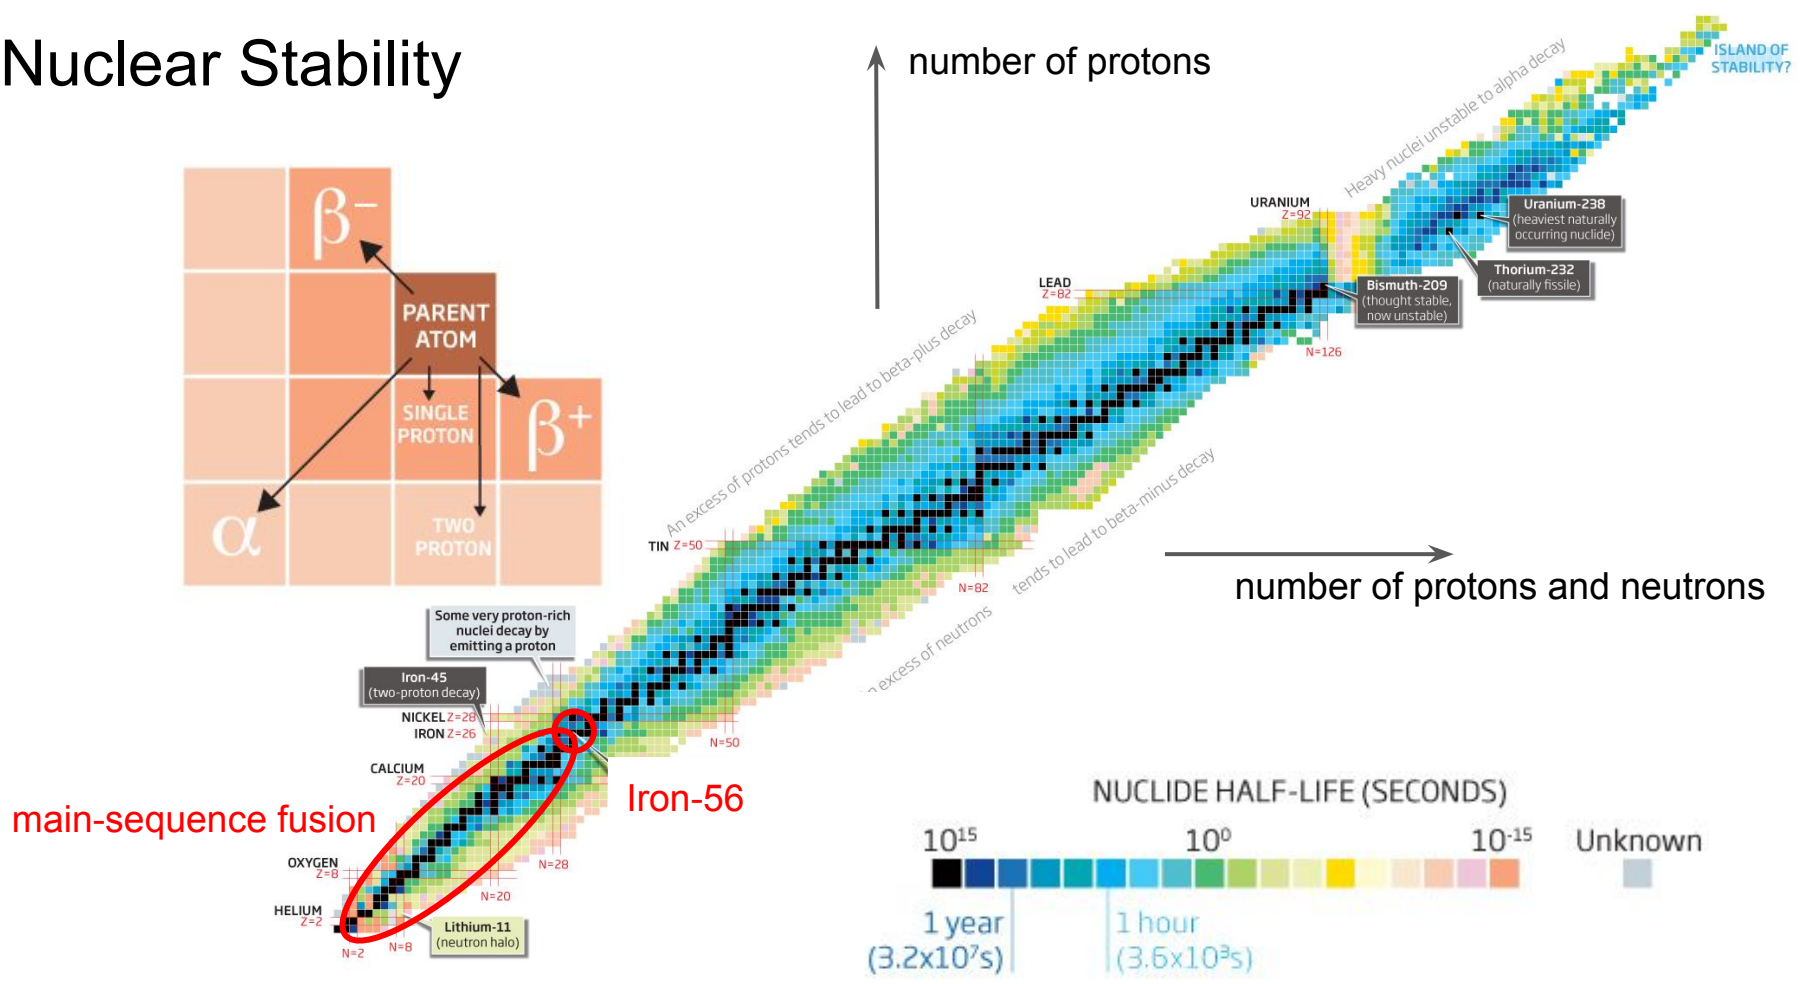 Nuclear Stability
number of protons
ISLAND OF
STABILITY?
Heavy nuclei unstable to alpha decay
β−
PARENT
ATOM
SINGLE
PROTON
β+
α
TWO
PROTON
URANIUM
Z=92
Uranium-238
(heaviest naturally
occurring nuclide)
Thorium-232
(naturally fissile)
LEAD
Z=82
Bismuth-209
(thought stable,
now unstable)
N=126
An excess of protons tends to lead to beta-plus decay
TIN Z=50
N=82
excess of neutrons tends to lead to beta-minus decay
number of protons and neutrons
Some very proton-rich
nuclei decay by
emitting a proton
Iron-45
(two-proton decay)
NICKEL Z=28
IRON Z=26
N=50
CALCIUM
Z=20
Iron-56
main-sequence fusion
OXYGEN
Z=8
N=28
N=20
HELIUM
Z=2
Lithium-11
(neutron halo)
N=2
N=8
NUCLIDE HALF-LIFE (SECONDS)
10¹⁵ 10⁰ 10⁻¹⁵ Unknown
1 year
(3.2x10⁷s)
1 hour
(3.6x10³s)